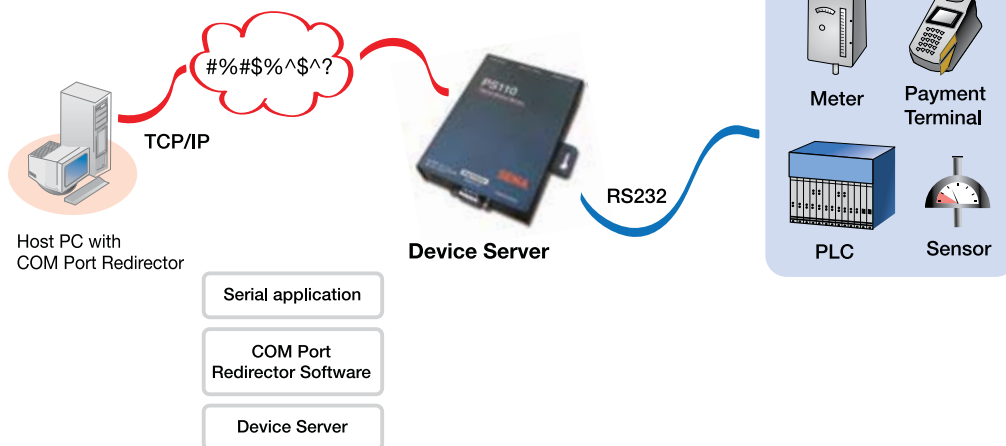 #%#$%^$^?
TCP/IP
PS110
SENA
Meter
Payment
Terminal
RS232
PLC
Sensor
Host PC with
COM Port Redirector
Device Server
Serial application
COM Port
Redirector Software
Device Server